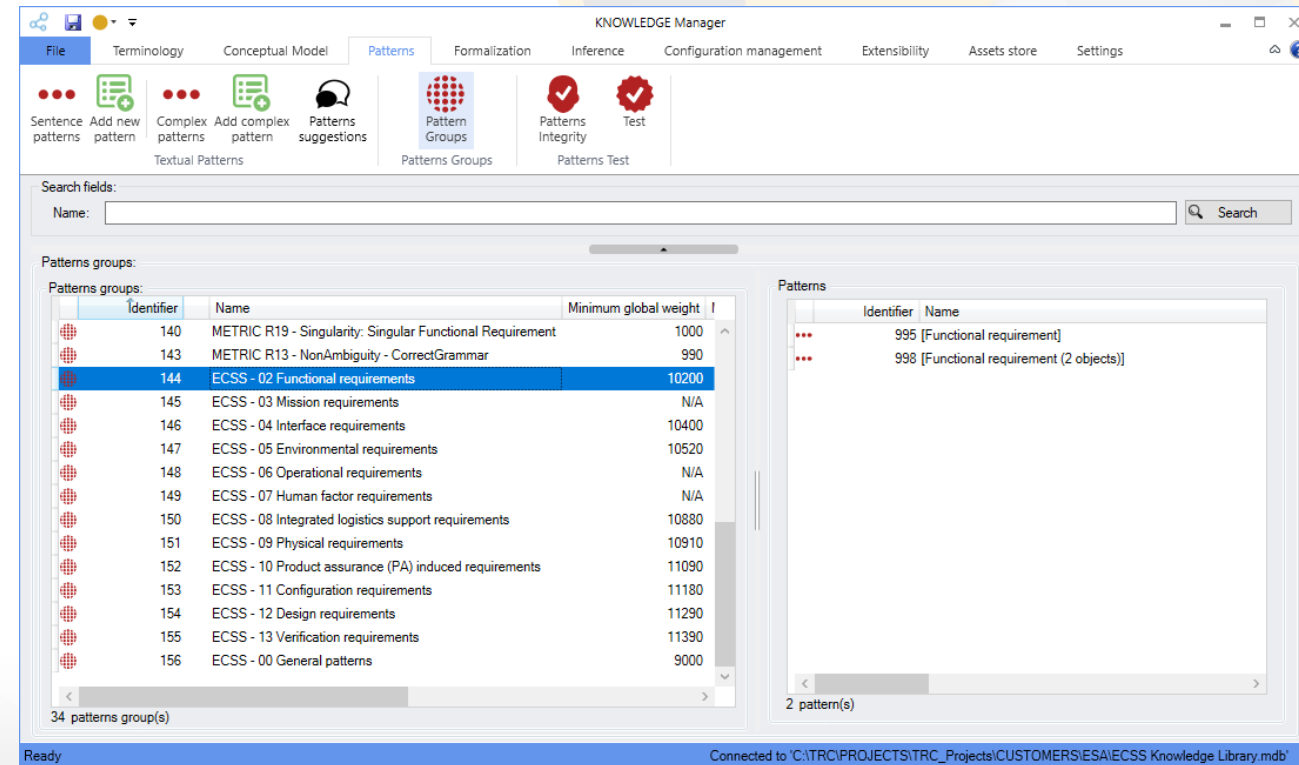 KNOWLEDGE Manager
File Terminology Conceptual Model Patterns Formalization Inference Configuration management Extensibility Assets store Settings
Sentence patterns Add new pattern Complex patterns Add complex pattern Patterns suggestions Pattern Groups Patterns Integrity Test
Textual Patterns Patterns Groups Patterns Test
Search fields:
Name: Search
Patterns groups:
Patterns groups:
Identifier Name Minimum global weight
140 METRIC R19 - Singularity: Singular Functional Requirement 1000
143 METRIC R13 - NonAmbiguity - CorrectGrammar 990
144 ECSS - 02 Functional requirements 10200
145 ECSS - 03 Mission requirements N/A
146 ECSS - 04 Interface requirements 10400
147 ECSS - 05 Environmental requirements 10520
148 ECSS - 06 Operational requirements N/A
149 ECSS - 07 Human factor requirements N/A
150 ECSS - 08 Integrated logistics support requirements 10880
151 ECSS - 09 Physical requirements 10910
152 ECSS - 10 Product assurance (PA) induced requirements 11090
153 ECSS - 11 Configuration requirements 11180
154 ECSS - 12 Design requirements 11290
155 ECSS - 13 Verification requirements 11390
156 ECSS - 00 General patterns 9000
34 patterns group(s)
Patterns
Identifier Name
995 [Functional requirement]
998 [Functional requirement (2 objects)]
2 pattern(s)
Ready Connected to 'C:\TRC\PROJECTS\TRC_Projects\CUSTOMERS\ESA\ECSS Knowledge Library.mdb'